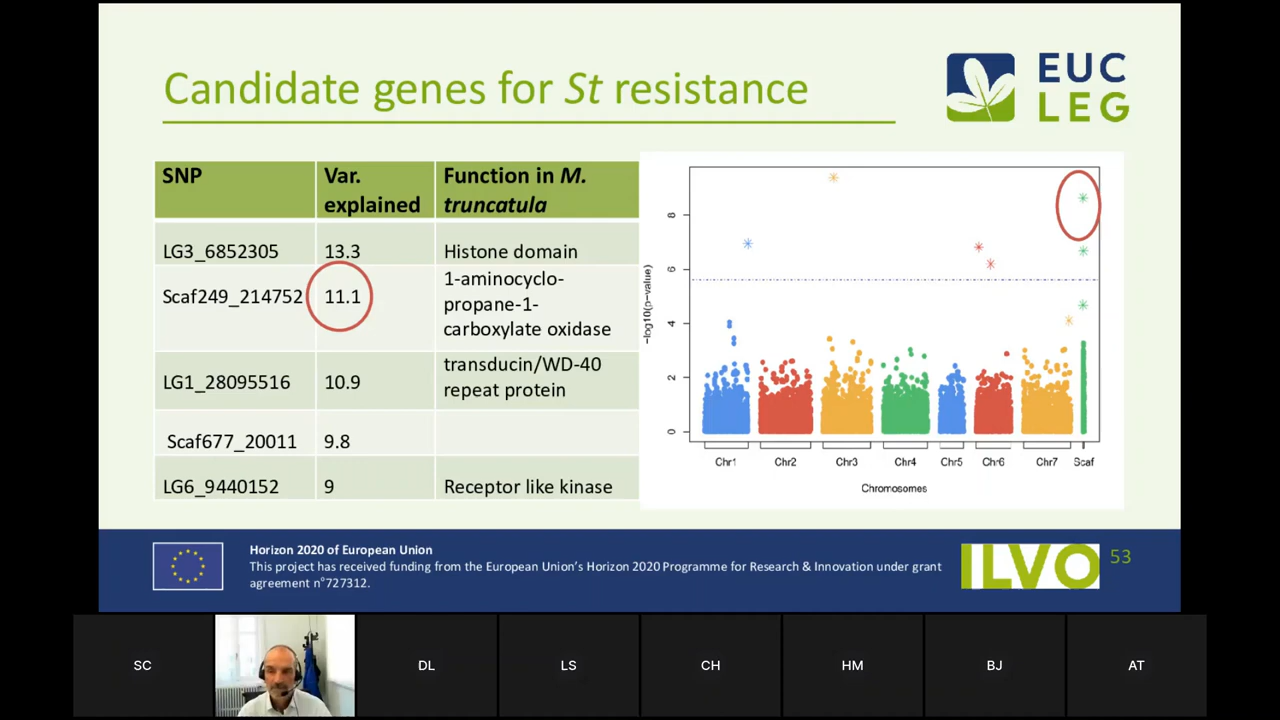 Candidate genes for St resistance
EUC
LEG
SNP
Var.
explained
Function in M.
truncatula
LG3_6852305
13.3
Histone domain
Scaf249_214752
11.1
1-aminocyclo-
propane-1-
carboxylate oxidase
LG1_28095516
10.9
transducin/WD-40
repeat protein
Scaf677_20011
9.8
LG6_9440152
9
Receptor like kinase
-log10(p-value)
8
6
4
2
0
Chr1
Chr2
Chr3
Chr4
Chr5
Chr6
Chr7
Scaf
Chromosomes
Horizon 2020 of European Union
This project has received funding from the European Union's Horizon 2020 Programme for Research & Innovation under grant
agreement n°727312.
ILVO
53
SC
DL
LS
CH
HM
BJ
AT